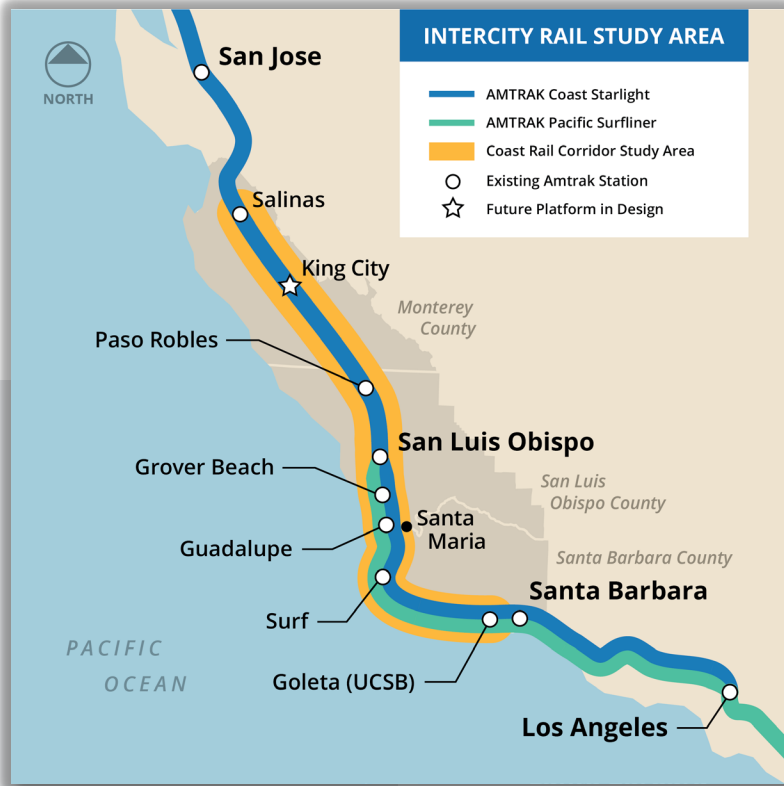 INTERCITY RAIL STUDY AREA
AMTRAK Coast Starlight
AMTRAK Pacific Surfliner
Coast Rail Corridor Study Area
Existing Amtrak Station
Future Platform in Design
NORTH
San Jose
Salinas
King City
Monterey
County
Paso Robles
San Luis Obispo
Grover Beach
San Luis
Obispo County
Santa
Maria
Guadalupe
Santa Barbara County
Santa Barbara
Surf
PACIFIC
OCEAN
Goleta (UCSB)
Los Angeles